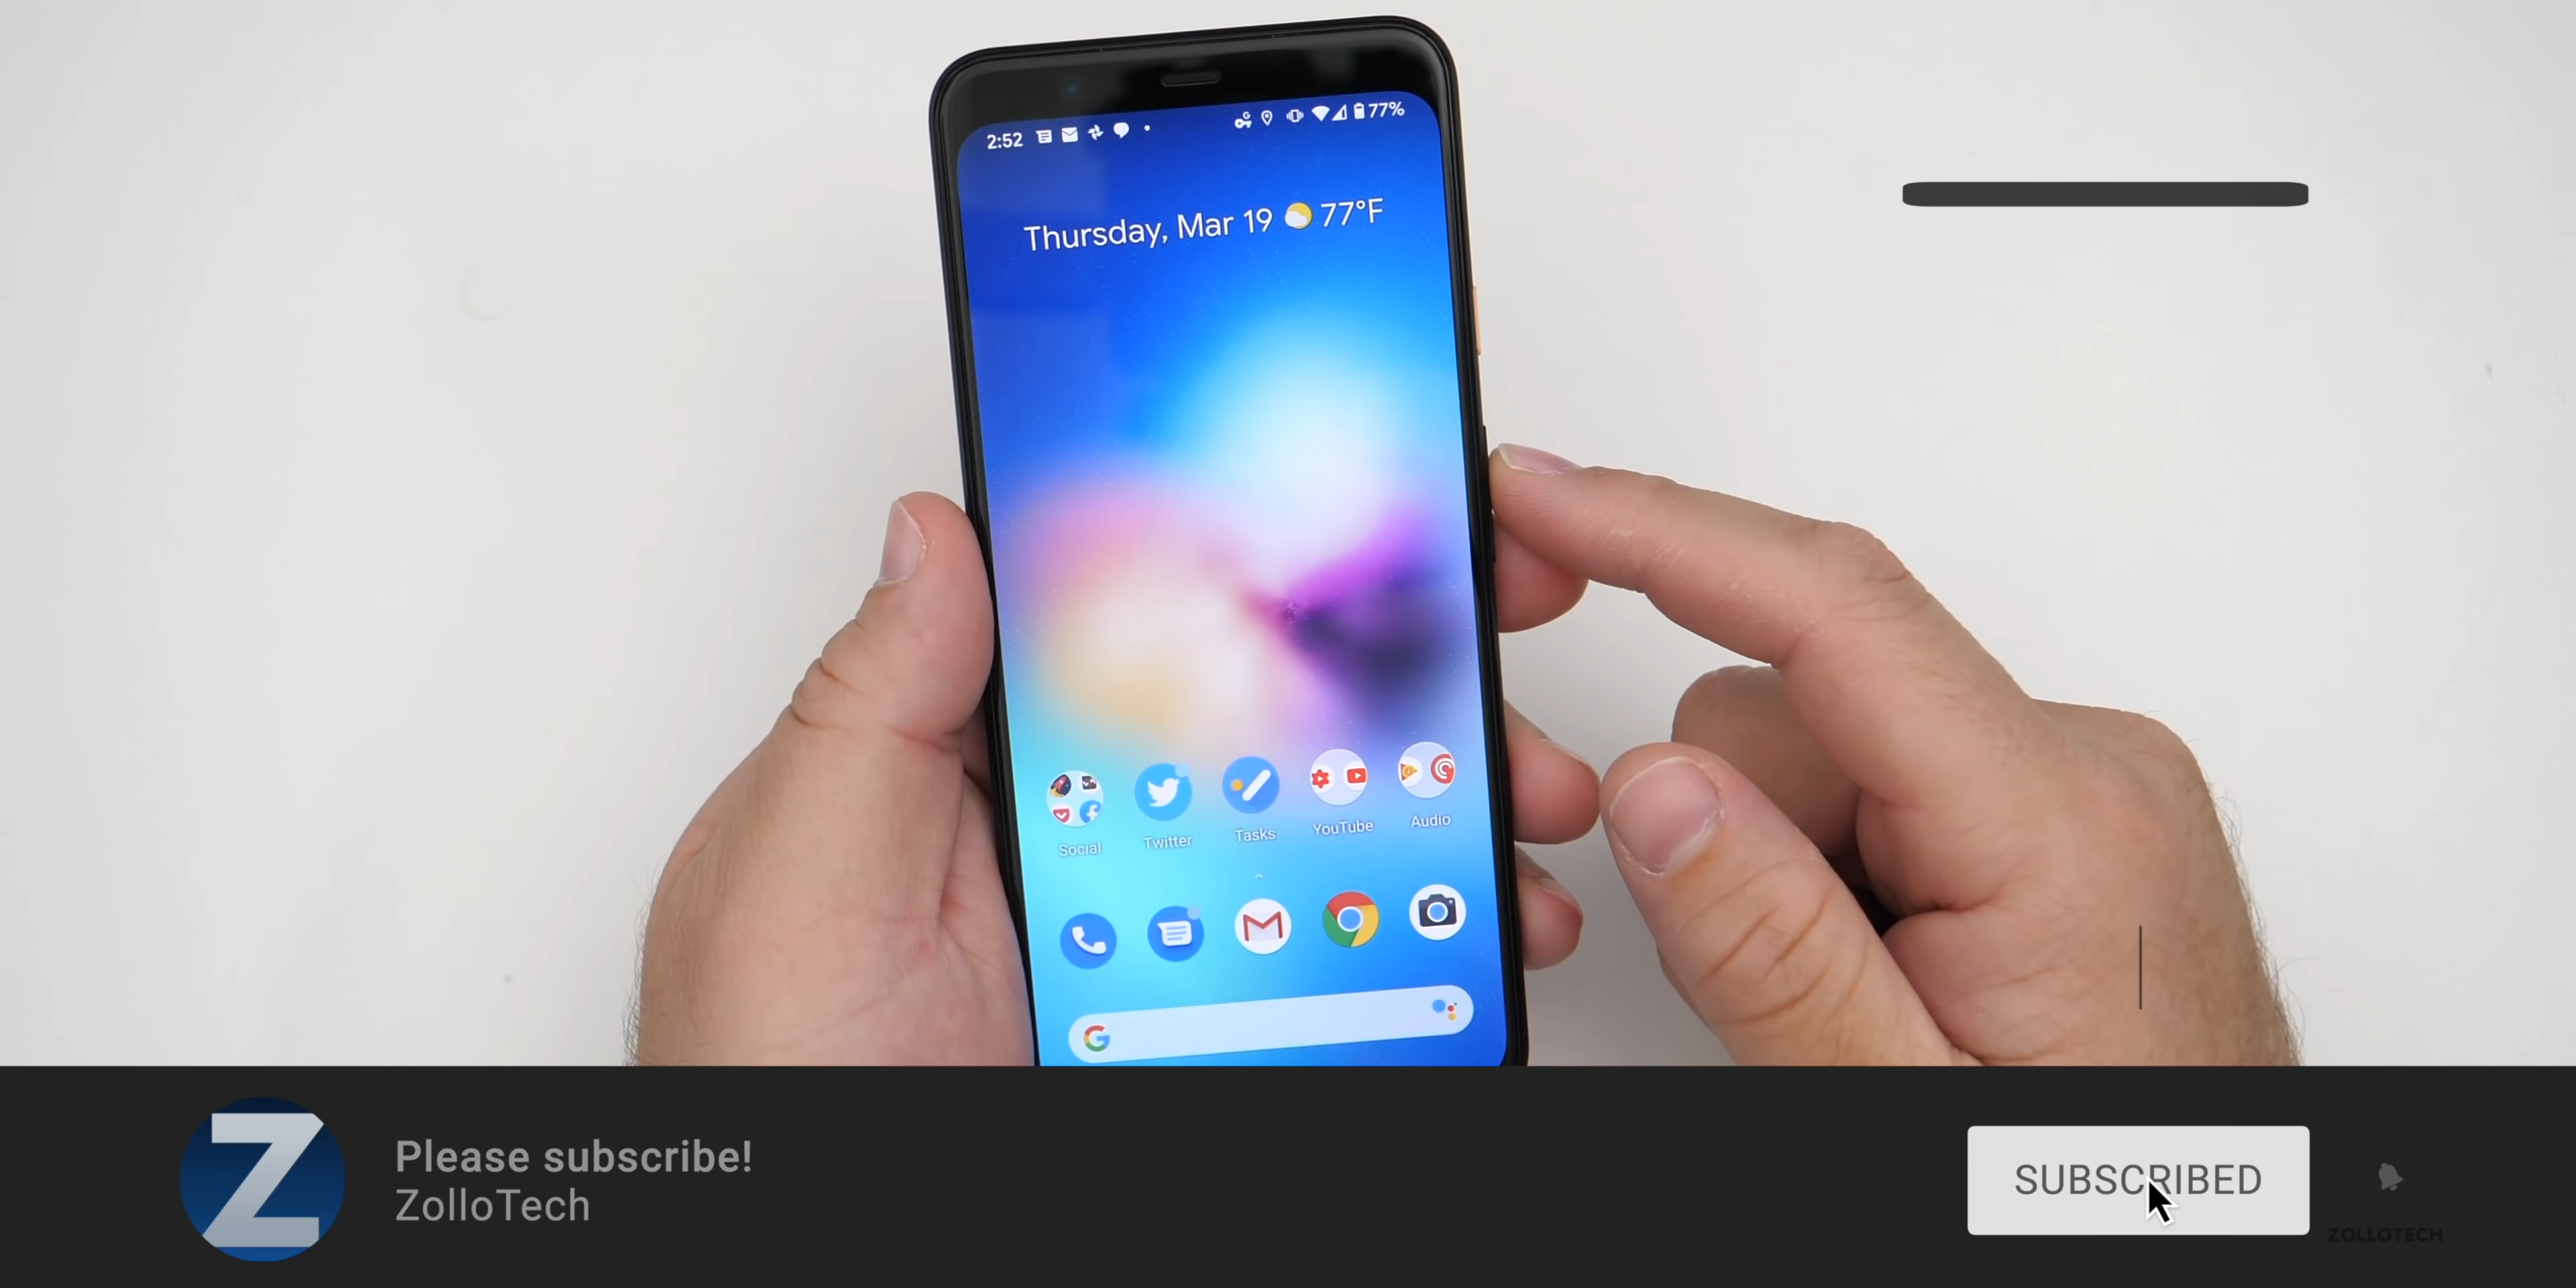 2:52 77%
Thursday, Mar 19 77°F
Social Twitter Tasks YouTube Audio
Please subscribe!
ZolloTech
SUBSCRIBED
ZOLLOTECH